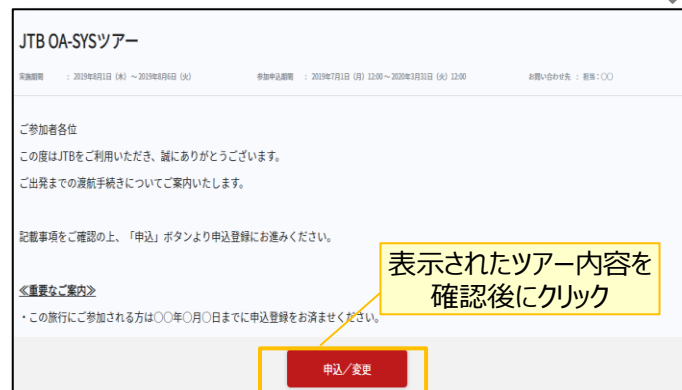 JTB OA-SYSツアー
実施期間 : 2019年8月1日（木）～2019年8月6日（火） 参加申込期間 : 2019年7月1日（月）12:00～2020年3月31日（火）12:00 お問い合わせ先 : 担当：〇〇
ご参加者各位
この度はJTBをご利用いただき、誠にありがとうございます。
ご出発までの渡航手続きについてご案内いたします。
記載事項をご確認の上、「申込」ボタンより申込登録にお進みください。
表示されたツアー内容を
確認後にクリック
≪重要なご案内≫
・この旅行にご参加される方は〇〇年〇月〇日までに申込登録をお済ませください。
申込／変更